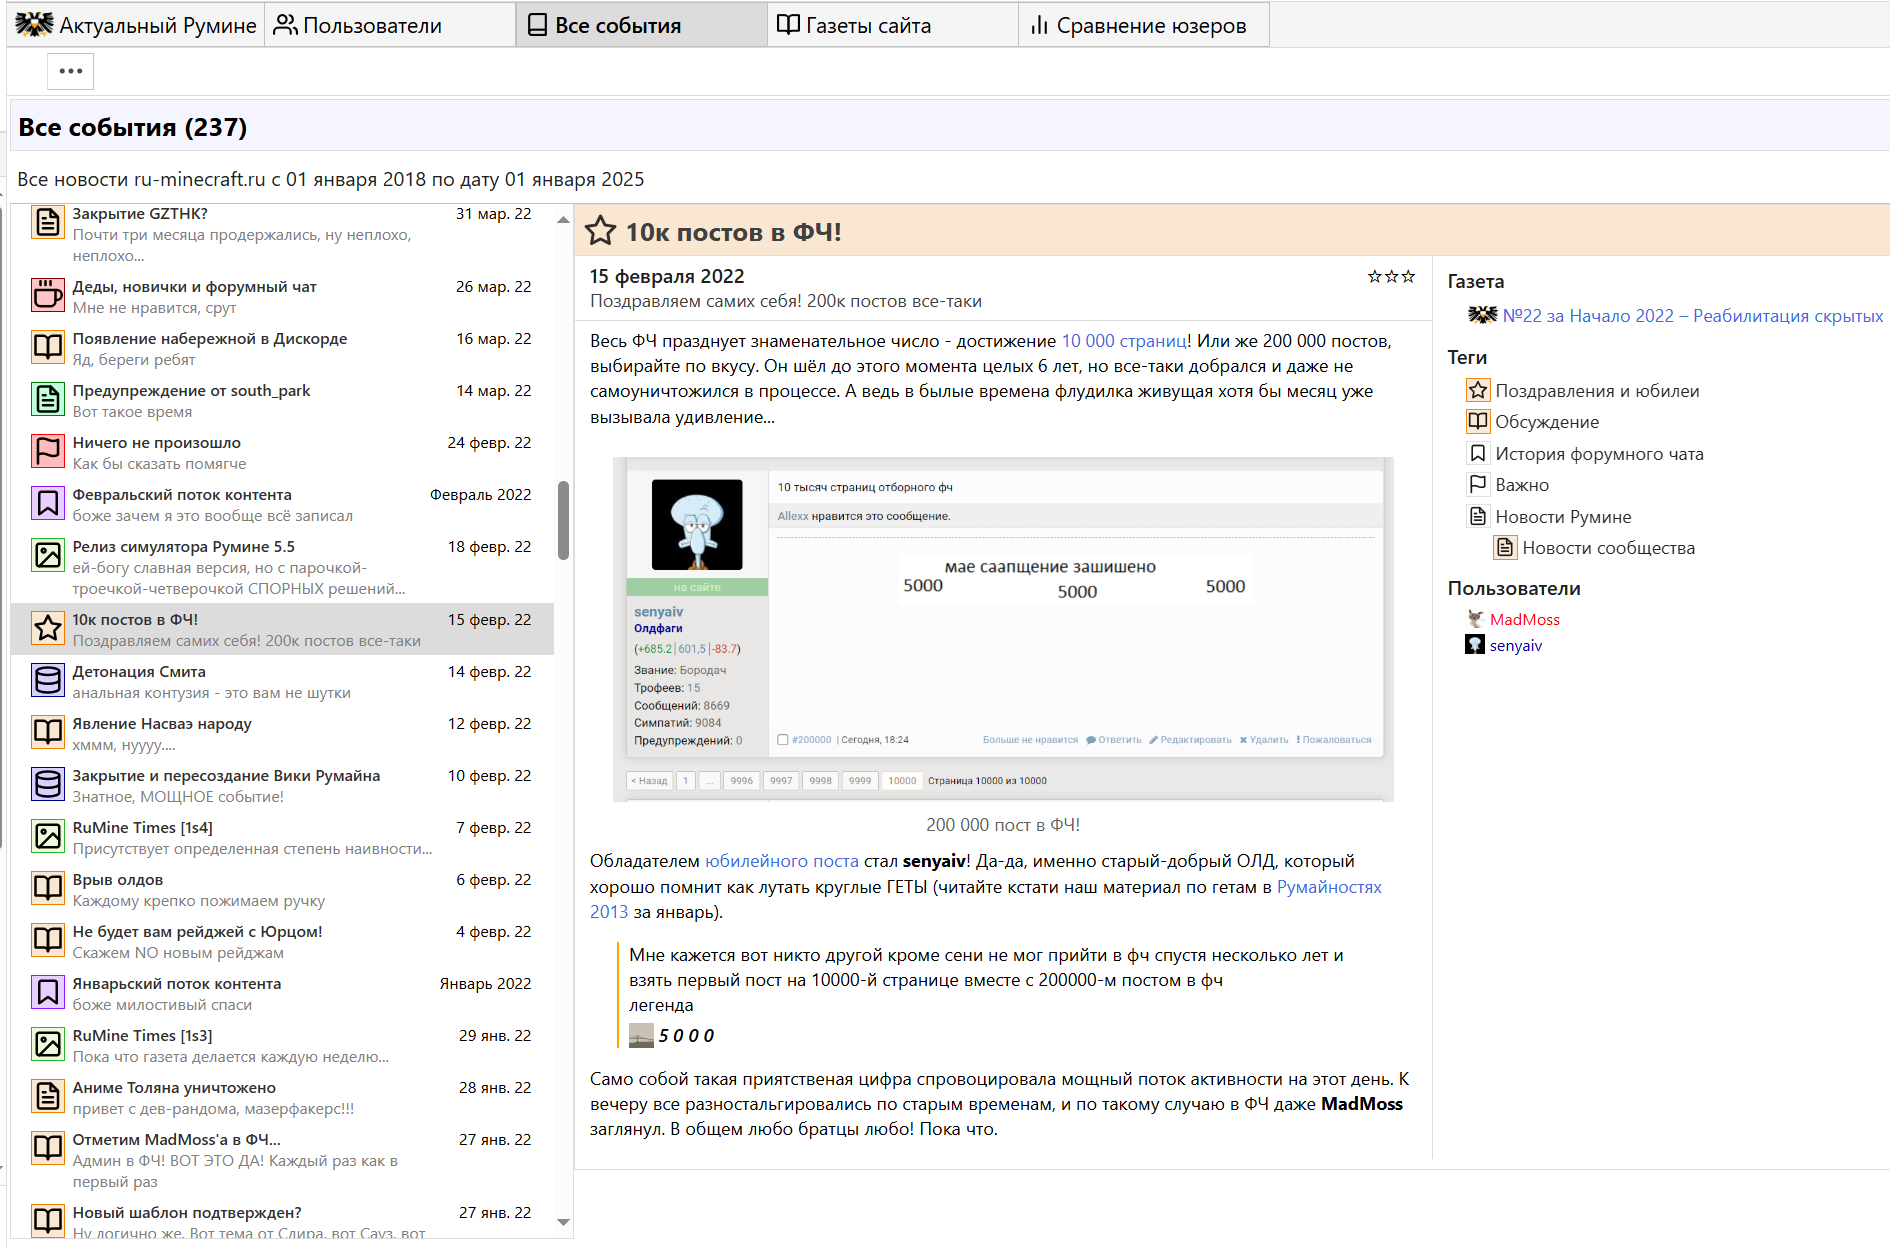 Актуальный Румине
Пользователи
Все события
Газеты сайта
Сравнение юзеров
Все события (237)
Все новости ru-minecraft.ru с 01 января 2018 по дату 01 января 2025
Закрытие GZTHK?
31 мар. 22
Почти три месяца продержались, ну неплохо,
неплохо...
Деды, новички и форумный чат
26 мар. 22
Мне не нравится, срут
Появление набережной в Дискорде
16 мар. 22
Яд, береги ребят
Предупреждение от south_park
14 мар. 22
Вот такое время
Ничего не произошло
24 февр. 22
Как бы сказать помягче
Февральский поток контента
Февраль 2022
боже зачем я это вообще всё записал
Релиз симулятора Румине 5.5
18 февр. 22
ей-богу славная версия, но с парочкой-
троечкой-четверочкой СПОРНЫХ решений...
10к постов в ФЧ!
15 февр. 22
Поздравляем самих себя! 200к постов все-таки
Детонация Смита
14 февр. 22
анальная контузия - это вам не шутки
Явление Насваэ народу
12 февр. 22
хммм, нуууу....
Закрытие и пересоздание Вики Румайна
10 февр. 22
Знатное, МОЩНОЕ событие!
RuMine Times [1s4]
7 февр. 22
Присутствует определенная степень наивности...
Врыв олдов
6 февр. 22
Каждому крепко пожимаем ручку
Не будет вам рейджей с Юрцом!
4 февр. 22
Скажем NO новым рейджам
Январьский поток контента
Январь 2022
боже милостивый спаси
RuMine Times [1s3]
29 янв. 22
Пока что газета делается каждую неделю...
Аниме Толяна уничтожено
28 янв. 22
привет с дев-рандома, мазерфакерс!!!
Отметим MadMoss'а в ФЧ...
27 янв. 22
Админ в ФЧ! ВОТ ЭТО ДА! Каждый раз как в
первый раз
Новый шаблон подтвержден?
27 янв. 22
Ну логично же. Вот тема от Сдира, вот Сауз, вот
10к постов в ФЧ!
15 февраля 2022
Поздравляем самих себя! 200к постов все-таки
Весь ФЧ празднует знаменательное число - достижение 10 000 страниц! Или же 200 000 постов,
выбирайте по вкусу. Он шёл до этого момента целых 6 лет, но все-таки добрался и даже не
самоуничтожился в процессе. А ведь в былые времена флудилка живущая хотя бы месяц уже
вызывала удивление...
10 тысяч страниц отборного фч
Allexx нравится это сообщение.
мае саапщение зашишено
5000
5000
5000
на сайте
senyaiv
Олдфаги
(+685.2|601,5|-83.7)
Звание: Бородач
Трофеев: 15
Сообщений: 8669
Симпатий: 9084
Предупреждений: 0
#200000 | Сегодня, 18:24
Больше не нравится Ответить Редактировать Удалить Пожаловаться
< Назад 1 ... 9996 9997 9998 9999 10000 Страница 10000 из 10000
200 000 пост в ФЧ!
Обладателем юбилейного поста стал senyaiv! Да-да, именно старый-добрый ОЛД, который
хорошо помнит как лутать круглые ГЕТЫ (читайте кстати наш материал по гетам в Румайностях
2013 за январь).
Мне кажется вот никто другой кроме сени не мог прийти в фч спустя несколько лет и
взять первый пост на 10000-й странице вместе с 200000-м постом в фч
легенда
5 0 0 0
Само собой такая приятственая цифра спровоцировала мощный поток активности на этот день. К
вечеру все разностальгировались по старым временам, и по такому случаю в ФЧ даже MadMoss
заглянул. В общем любо братцы любо! Пока что.
Газета
№22 за Начало 2022 – Реабилитация скрытых
Теги
Поздравления и юбилеи
Обсуждение
История форумного чата
Важно
Новости Румине
Новости сообщества
Пользователи
MadMoss
senyaiv